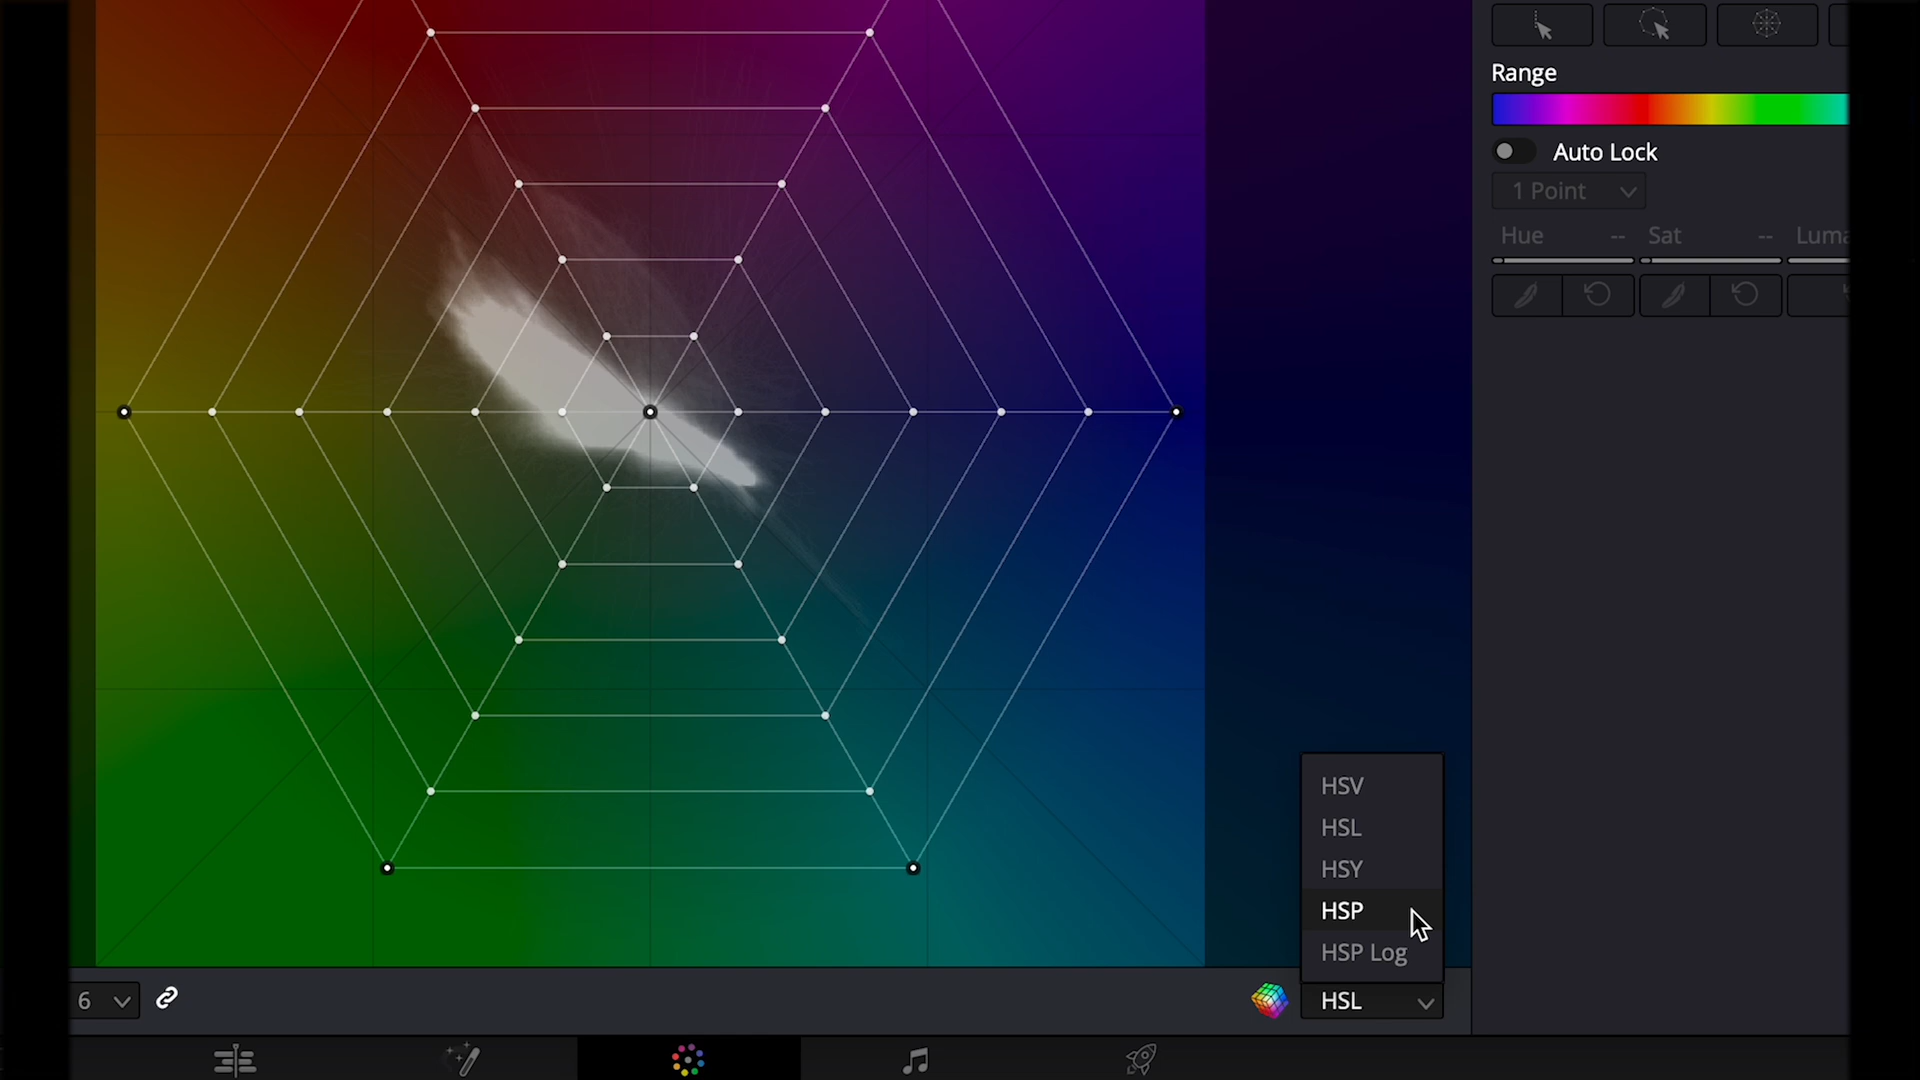 Range
Auto Lock
1 Point
Hue -- Sat -- Luma
HSV
HSL
HSY
HSP
HSP Log
6
HSL